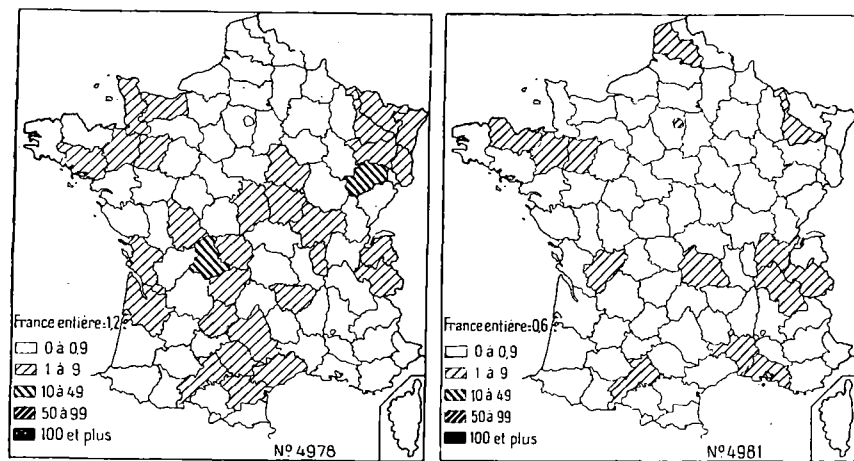 France entière:1,2
0 à 0,9
1 à 9
10 à 49
50 à 99
100 et plus
Nº 4978
France entière:0,6
0 à 0,9
1 à 9
10 à 49
50 à 99
100 et plus
Nº 4981